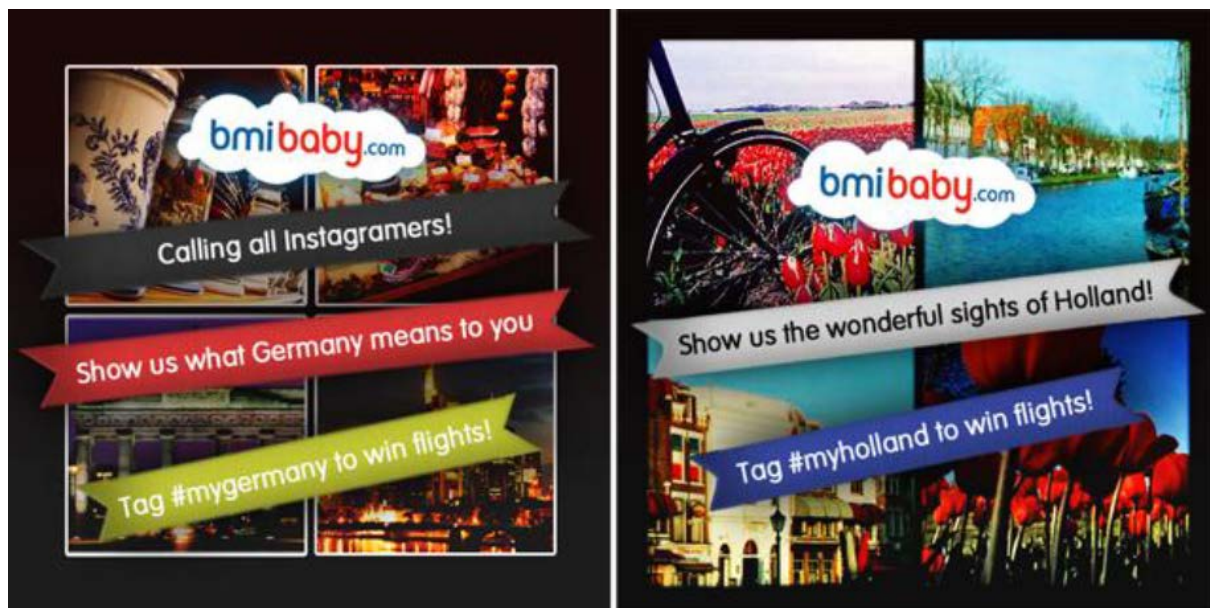 bmibaby.com
Calling all Instagramers!
Show us what Germany means to you
Tag #mygermany to win flights!
bmibaby.com
Show us the wonderful sights of Holland!
Tag #myholland to win flights!